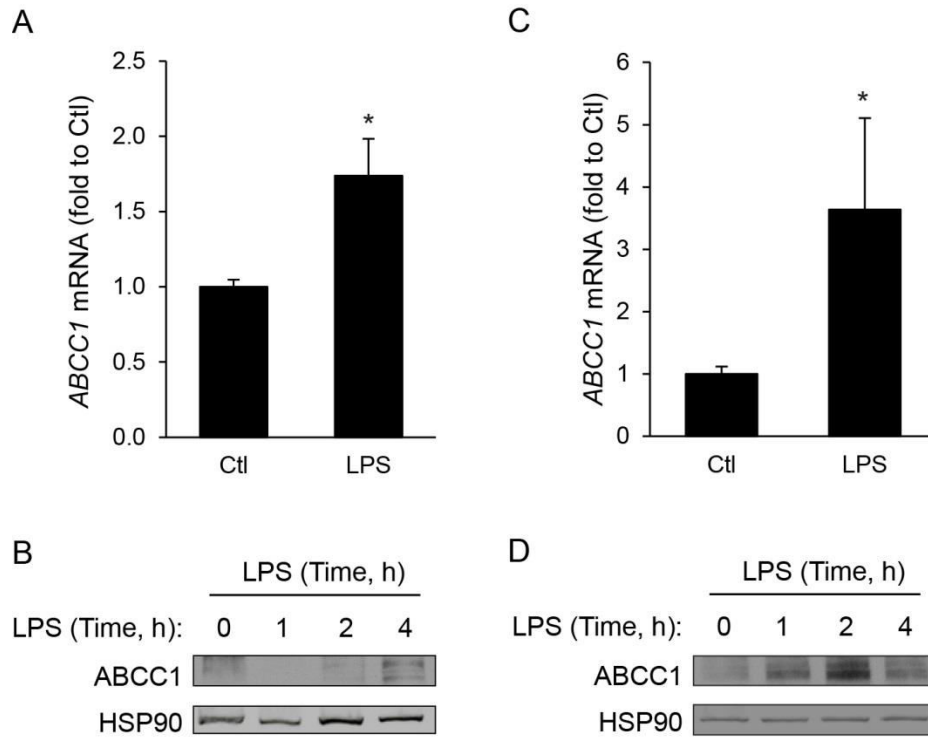 A
ABCC1 mRNA (fold to Ctl)
2.5
2.0
1.5
1.0
0.5
0.0
*
Ctl LPS
C
ABCC1 mRNA (fold to Ctl)
6
5
4
3
2
1
0
*
Ctl LPS
B
LPS (Time, h)
LPS (Time, h): 0 1 2 4
ABCC1
HSP90
D
LPS (Time, h)
LPS (Time, h): 0 1 2 4
ABCC1
HSP90